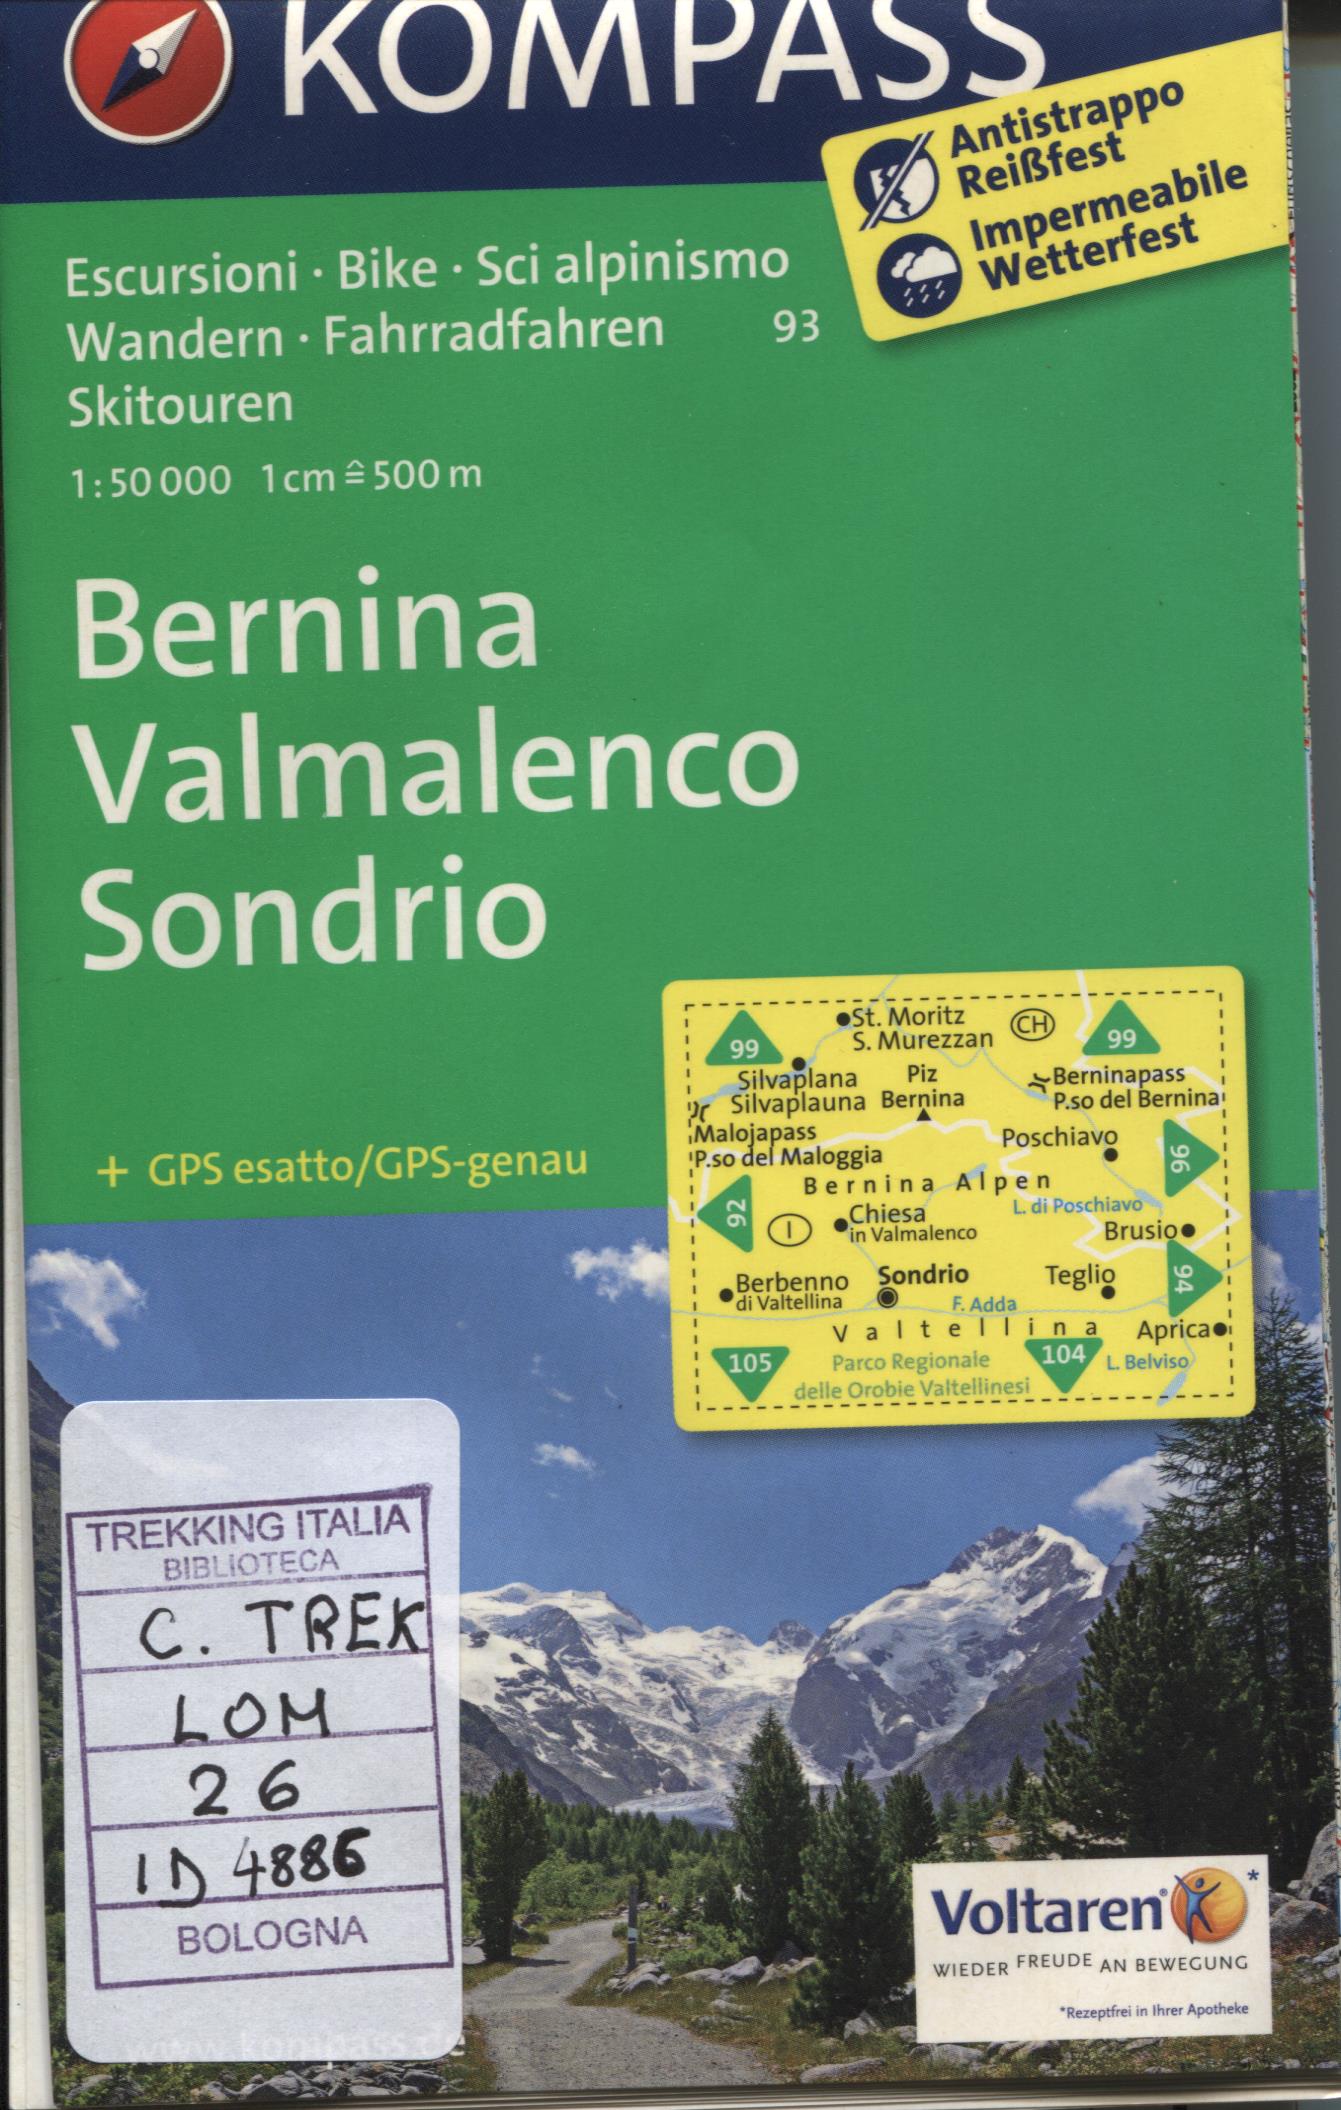 KOMPASS
Antistrappo
Reißfest
Impermeabile
Wetterfest
Escursioni · Bike · Sci alpinismo
Wandern · Fahrradfahren 93
Skitouren
1:50 000 1 cm ≙ 500 m
Bernina
Valmalenco
Sondrio
+ GPS esatto/GPS-genau
St. Moritz
S. Murezzan
CH
99
99
Silvaplana
Silvaplauna
Piz
Bernina
Berninapass
P.so del Bernina
Malojapass
P.so del Maloggia
Poschiavo
96
Bernina Alpen
L. di Poschiavo
92
I
Chiesa
in Valmalenco
Brusio
Berbenno
di Valtellina
Sondrio
Teglio
94
F. Adda
Valtellina
Aprica
105
Parco Regionale
delle Orobie Valtellinesi
104
L. Belviso
TREKKING ITALIA
BIBLIOTECA
C. TREK
LOM
26
ID 4886
BOLOGNA
www.kompass.de
Voltaren® *
WIEDER FREUDE AN BEWEGUNG
*Rezeptfrei in Ihrer Apotheke